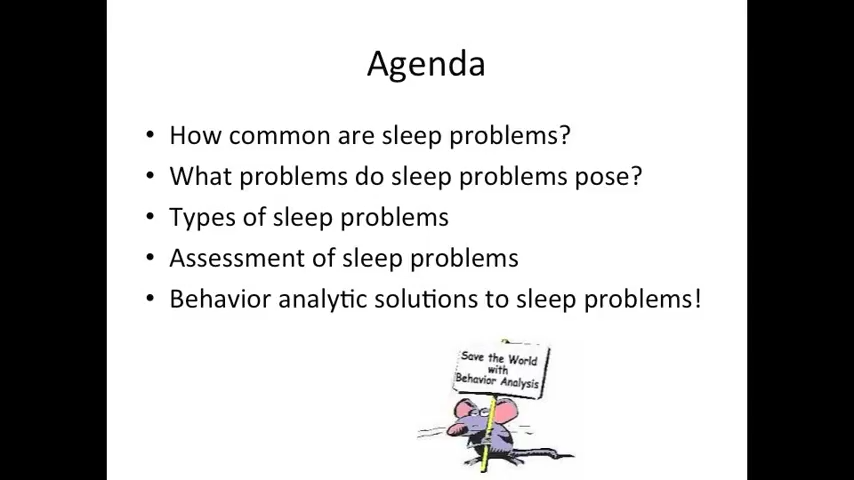 Agenda
• How common are sleep problems?
• What problems do sleep problems pose?
• Types of sleep problems
• Assessment of sleep problems
• Behavior analytic solutions to sleep problems!
Save the World
with
Behavior Analysis